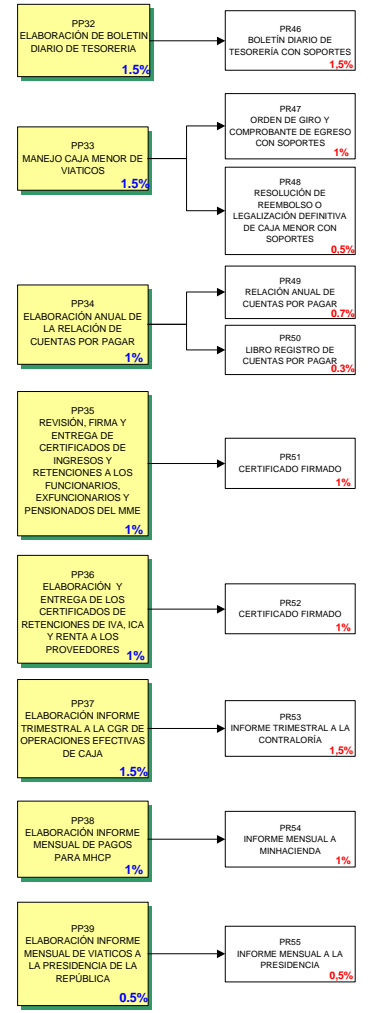 PP32
ELABORACIÓN DE BOLETIN
DIARIO DE TESORERIA
1.5%
PR46
BOLETÍN DIARIO DE
TESORERÍA CON SOPORTES
1,5%
PP33
MANEJO CAJA MENOR DE
VIATICOS
1.5%
PR47
ORDEN DE GIRO Y
COMPROBANTE DE EGRESO
CON SOPORTES
1%
PR48
RESOLUCIÓN DE
REEMBOLSO O
LEGALIZACIÓN DEFINITIVA
DE CAJA MENOR CON
SOPORTES
0,5%
PP34
ELABORACIÓN ANUAL DE
LA RELACIÓN DE
CUENTAS POR PAGAR
1%
PR49
RELACIÓN ANUAL DE
CUENTAS POR PAGAR
0.7%
PR50
LIBRO REGISTRO DE
CUENTAS POR PAGAR
0.3%
PP35
REVISIÓN, FIRMA Y
ENTREGA DE
CERTIFICADOS DE
INGRESOS Y
RETENCIONES A LOS
FUNCIONARIOS,
EXFUNCIONARIOS Y
PENSIONADOS DEL MME
1%
PR51
CERTIFICADO FIRMADO
1%
PP36
ELABORACIÓN Y
ENTREGA DE LOS
CERTIFICADOS DE
RETENCIONES DE IVA, ICA
Y RENTA A LOS
PROVEEDORES
1%
PR52
CERTIFICADO FIRMADO
1%
PP37
ELABORACIÓN INFORME
TRIMESTRAL A LA CGR DE
OPERACIONES EFECTIVAS
DE CAJA
1.5%
PR53
INFORME TRIMESTRAL A LA
CONTRALORÍA
1,5%
PP38
ELABORACIÓN INFORME
MENSUAL DE PAGOS
PARA MHCP
1%
PR54
INFORME MENSUAL A
MINHACIENDA
1%
PP39
ELABORACIÓN INFORME
MENSUAL DE VIATICOS A
LA PRESIDENCIA DE LA
REPÚBLICA
0.5%
PR55
INFORME MENSUAL A LA
PRESIDENCIA
0,5%